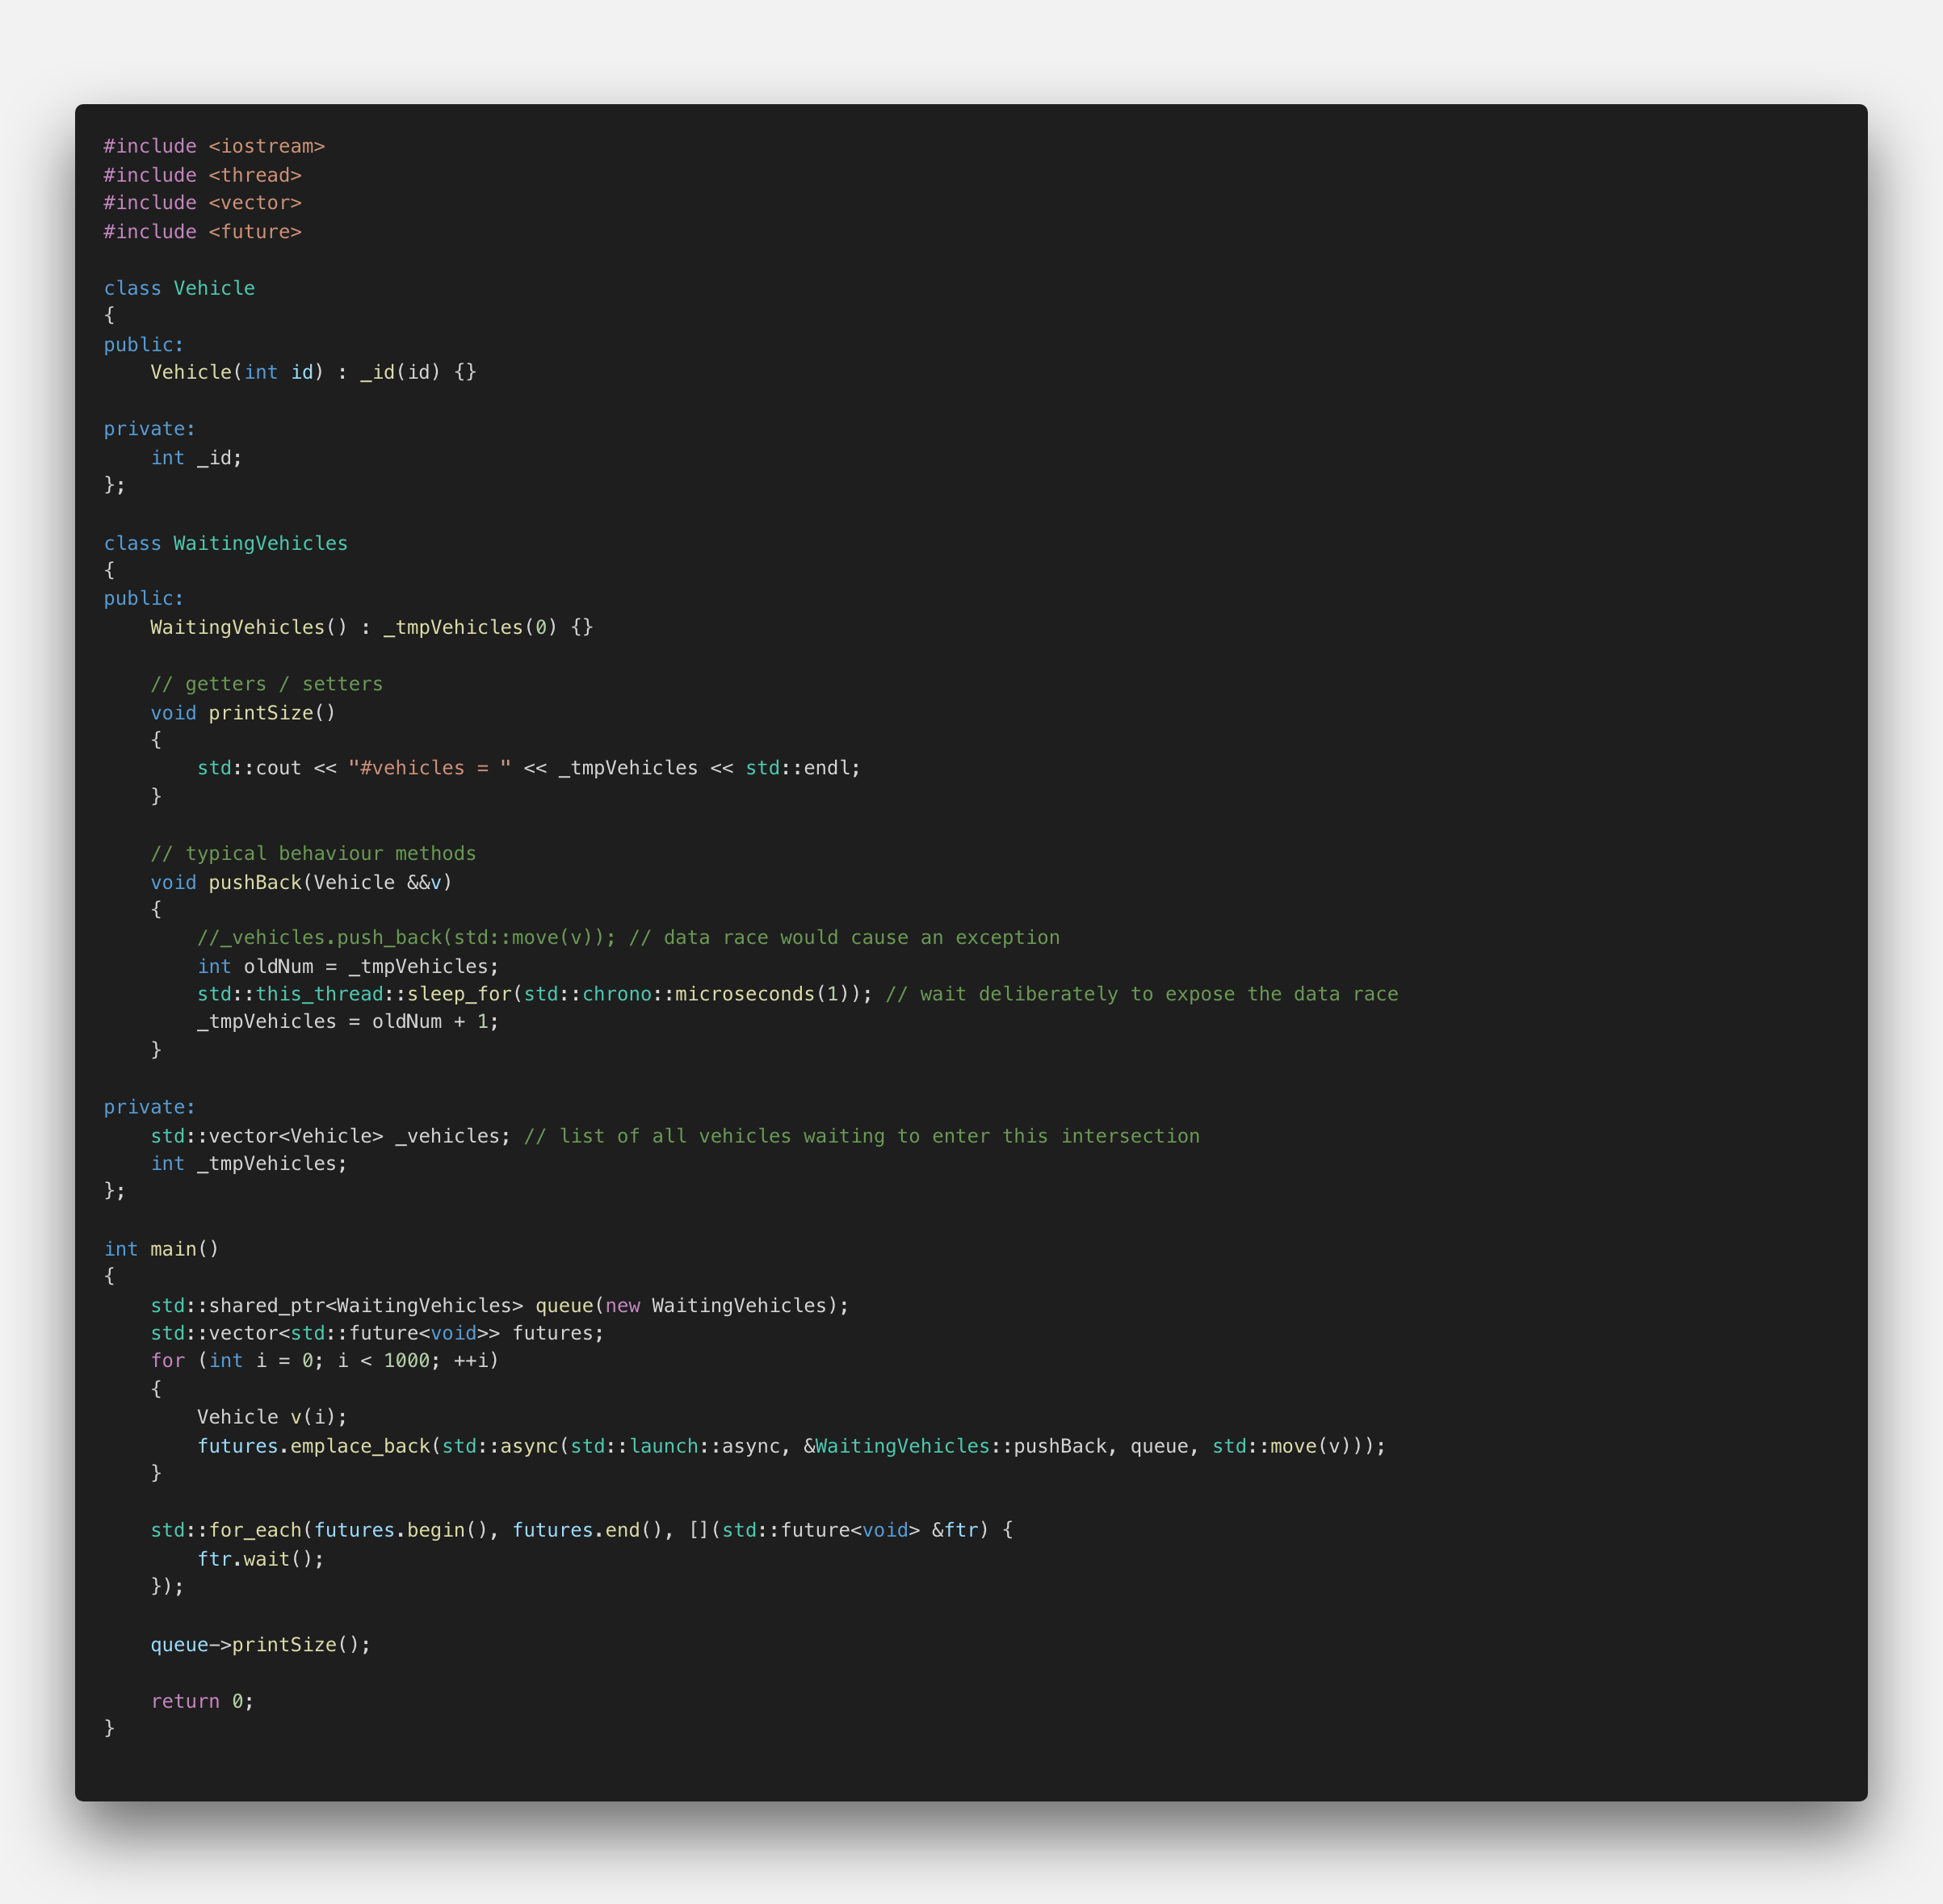 #include <iostream>
#include <thread>
#include <vector>
#include <future>

class Vehicle
{
public:
    Vehicle(int id) : _id(id) {}

private:
    int _id;
};

class WaitingVehicles
{
public:
    WaitingVehicles() : _tmpVehicles(0) {}

    // getters / setters
    void printSize()
    {
        std::cout << "#vehicles = " << _tmpVehicles << std::endl;
    }

    // typical behaviour methods
    void pushBack(Vehicle &&v)
    {
        //_vehicles.push_back(std::move(v)); // data race would cause an exception
        int oldNum = _tmpVehicles;
        std::this_thread::sleep_for(std::chrono::microseconds(1)); // wait deliberately to expose the data race
        _tmpVehicles = oldNum + 1;
    }

private:
    std::vector<Vehicle> _vehicles; // list of all vehicles waiting to enter this intersection
    int _tmpVehicles;
};

int main()
{
    std::shared_ptr<WaitingVehicles> queue(new WaitingVehicles);
    std::vector<std::future<void>> futures;
    for (int i = 0; i < 1000; ++i)
    {
        Vehicle v(i);
        futures.emplace_back(std::async(std::launch::async, &WaitingVehicles::pushBack, queue, std::move(v)));
    }

    std::for_each(futures.begin(), futures.end(), [](std::future<void> &ftr) {
        ftr.wait();
    });

    queue->printSize();

    return 0;
}